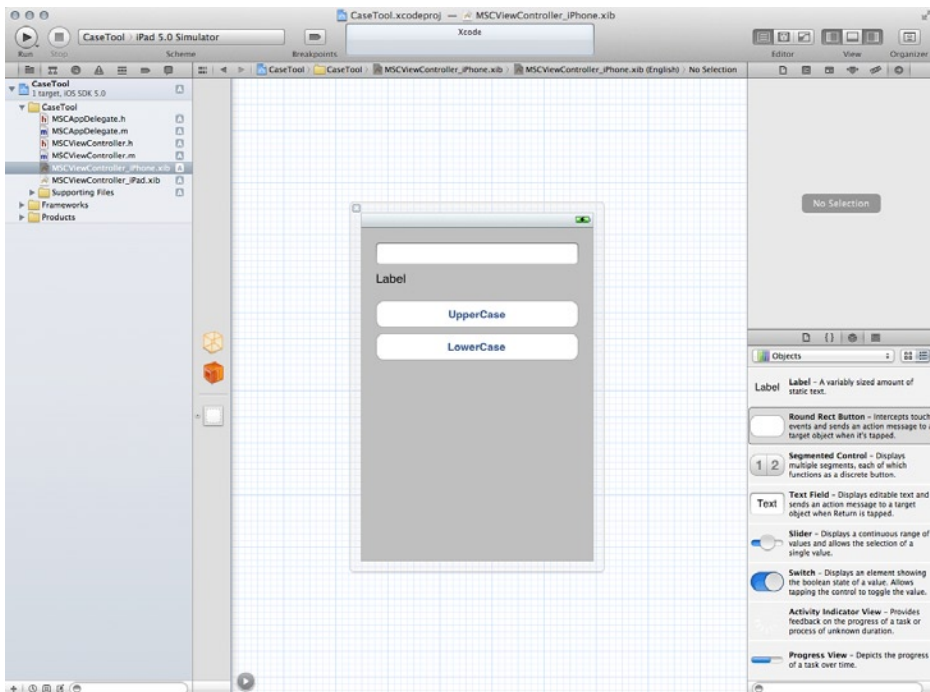 CaseTool.xcodeproj — MSCViewController_iPhone.xib
CaseTool iPad 5.0 Simulator
Xcode
Run Stop Scheme Breakpoints Editor View Organizer
CaseTool CaseTool MSCViewController_iPhone.xib MSCViewController_iPhone.xib (English) No Selection
CaseTool
1 target, iOS SDK 5.0
CaseTool
MSCAppDelegate.h
MSCAppDelegate.m
MSCViewController.h
MSCViewController.m
MSCViewController_iPhone.xib
MSCViewController_iPad.xib
Supporting Files
Frameworks
Products
Label
UpperCase
LowerCase
No Selection
Objects
Label
Label - A variably sized amount of
static text.
Round Rect Button - Intercepts touch
events and sends an action message to a
target object when it's tapped.
1 2
Segmented Control - Displays
multiple segments, each of which
functions as a discrete button.
Text
Text Field - Displays editable text and
sends an action message to a target
object when Return is tapped.
Slider - Displays a continuous range of
values and allows the selection of a
single value.
Switch - Displays an element showing
the boolean state of a value. Allows
tapping the control to toggle the value.
Activity Indicator View - Provides
feedback on the progress of a task or
process of unknown duration.
Progress View - Depicts the progress
of a task over time.